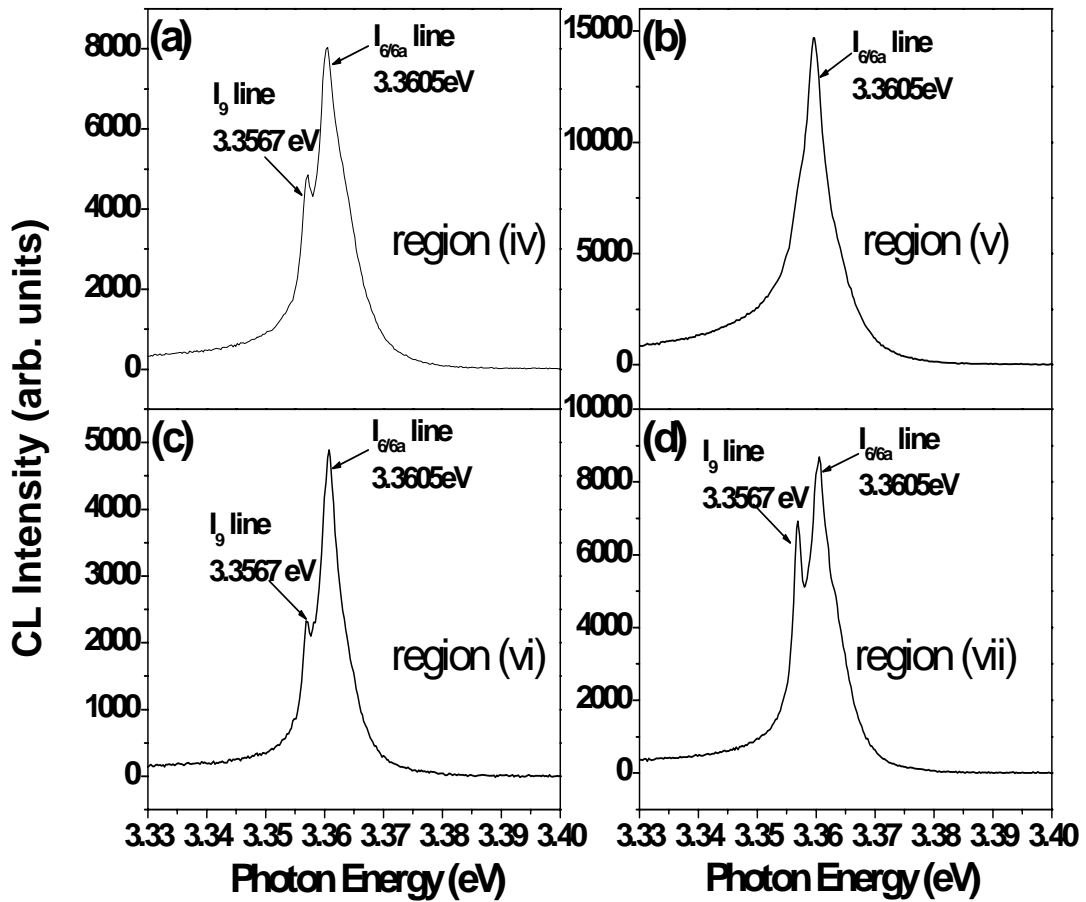 CL Intensity (arb. units)
(a)
I6/6a line
3.3605eV
I9 line
3.3567 eV
region (iv)
8000
6000
4000
2000
0
(b)
I6/6a line
3.3605eV
region (v)
15000
10000
5000
0
(c)
I6/6a line
3.3605eV
I9 line
3.3567 eV
region (vi)
5000
4000
3000
2000
1000
0
(d)
I6/6a line
3.3605eV
I9 line
3.3567 eV
region (vii)
10000
8000
6000
4000
2000
0
3.33 3.34 3.35 3.36 3.37 3.38 3.39 3.40
Photon Energy (eV)
3.33 3.34 3.35 3.36 3.37 3.38 3.39 3.40
Photon Energy (eV)